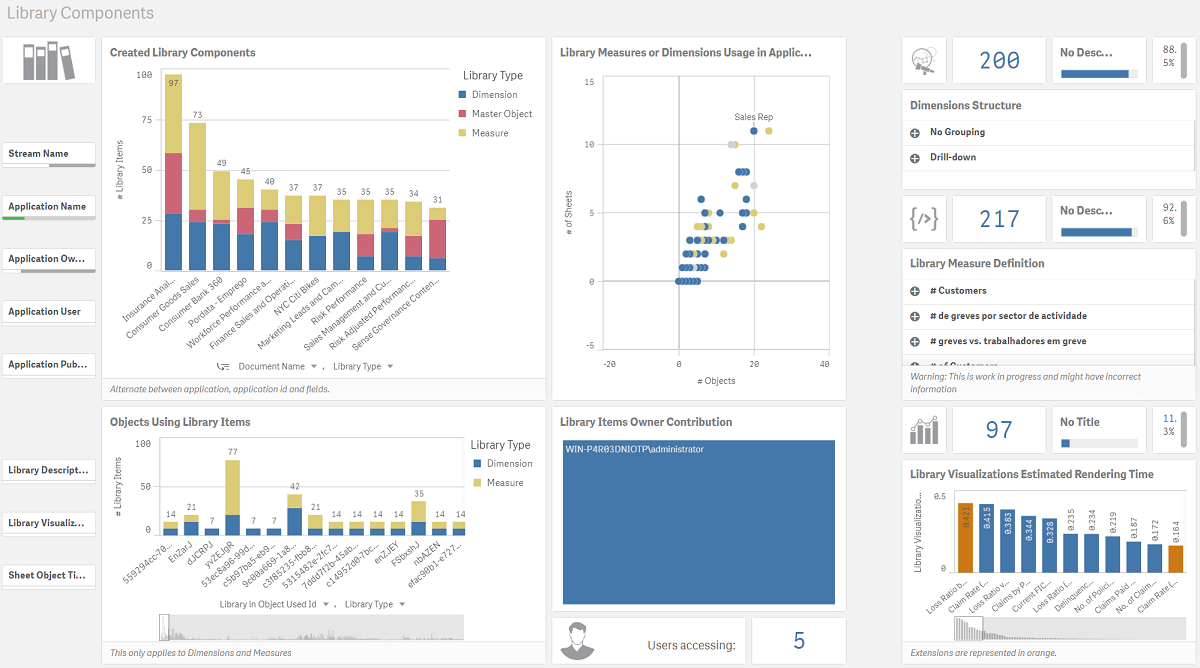 Library Components
Stream Name
Application Name
Application Ow...
Application User
Application Pub...
Library Descript...
Library Visualiz...
Sheet Object Ti...
Created Library Components
Library Type
Dimension
Master Object
Measure
# Library Items
100
75
50
25
0
97
73
49
45
40
37
37
35
35
35
34
31
Insurance Anal...
Consumer Goods Sales
Consumer Bank 360
Pordata - Emprego
Workforce Performance a...
Finance Sales and Operati...
NYC Citi Bikes
Marketing Leads and Cam...
Risk Performance
Sales Management and Cu...
Risk Adjusted Performanc...
Sense Governance Conten...
Document Name , Library Type
Alternate between application, application id and fields.
Objects Using Library Items
Library Type
Dimension
Measure
# Library Items
100
50
0
14
21
7
77
7
7
42
21
14
14
14
14
35
14
14
559294cc-70...
EnZarJ
dJCRPJ
yvZEJgR
53ec8a96-99d...
c5b97ba5-eb9...
9c00a669-1a8...
c3f85235-fbb8...
5315482e-2fc7...
7ddd7f2b-45ab...
c14952d0-7bc...
enZJEY
FSbxshJ
nbAZEN
efac90b1-e727...
Library in Object Used Id , Library Type
This only applies to Dimensions and Measures
Library Measures or Dimensions Usage in Applic...
# of Sheets
15
10
5
0
-5
Sales Rep
-20
0
20
40
# Objects
Library Items Owner Contribution
WIN-P4R03DNIOTP\administrator
Users accessing:
5
200
No Desc...
88.
5%
Dimensions Structure
No Grouping
Drill-down
217
No Desc...
92.
6%
Library Measure Definition
# Customers
# de greves por sector de actividade
# greves vs. trabalhadores em greve
# of Customers
Warning: This is work in progress and might have incorrect
information
97
No Title
11.
3%
Library Visualizations Estimated Rendering Time
Library Visualizatio...
0.5
0
0.421
0.415
0.383
0.344
0.328
0.235
0.234
0.219
0.187
0.172
0.164
Loss Ratio b...
Claim Rate (...
Loss Ratio v...
Claims by P...
Current FIC...
Loss Ratio (...
Delinquenc...
No. of Polici...
Claims Paid ...
No. of Claim...
Claim Rate (...
Extensions are represented in orange.